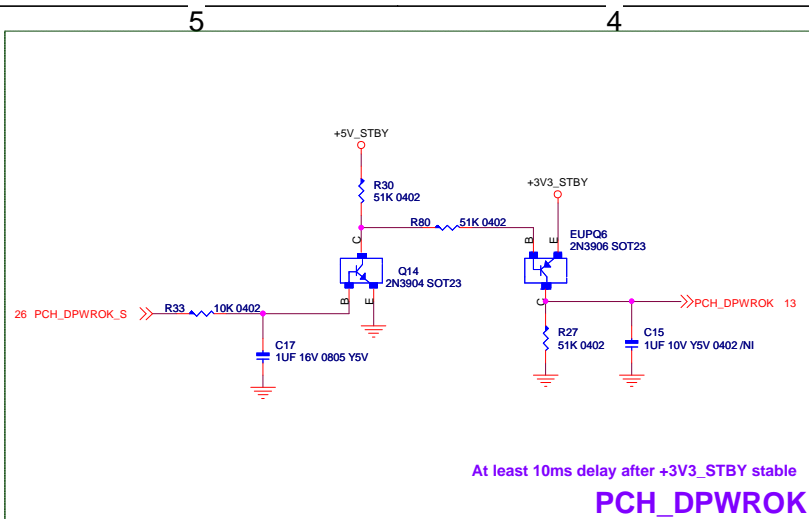 5
4
+5V_STBY
R30
51K 0402
+3V3_STBY
R80
51K 0402
C
B
E
EUPQ6
2N3906 SOT23
Q14
2N3904 SOT23
B
E
C
26 PCH_DPWROK_S
R33
10K 0402
PCH_DPWROK 13
C17
1UF 16V 0805 Y5V
R27
51K 0402
C15
1UF 10V Y5V 0402 /NI
At least 10ms delay after +3V3_STBY stable
PCH_DPWROK